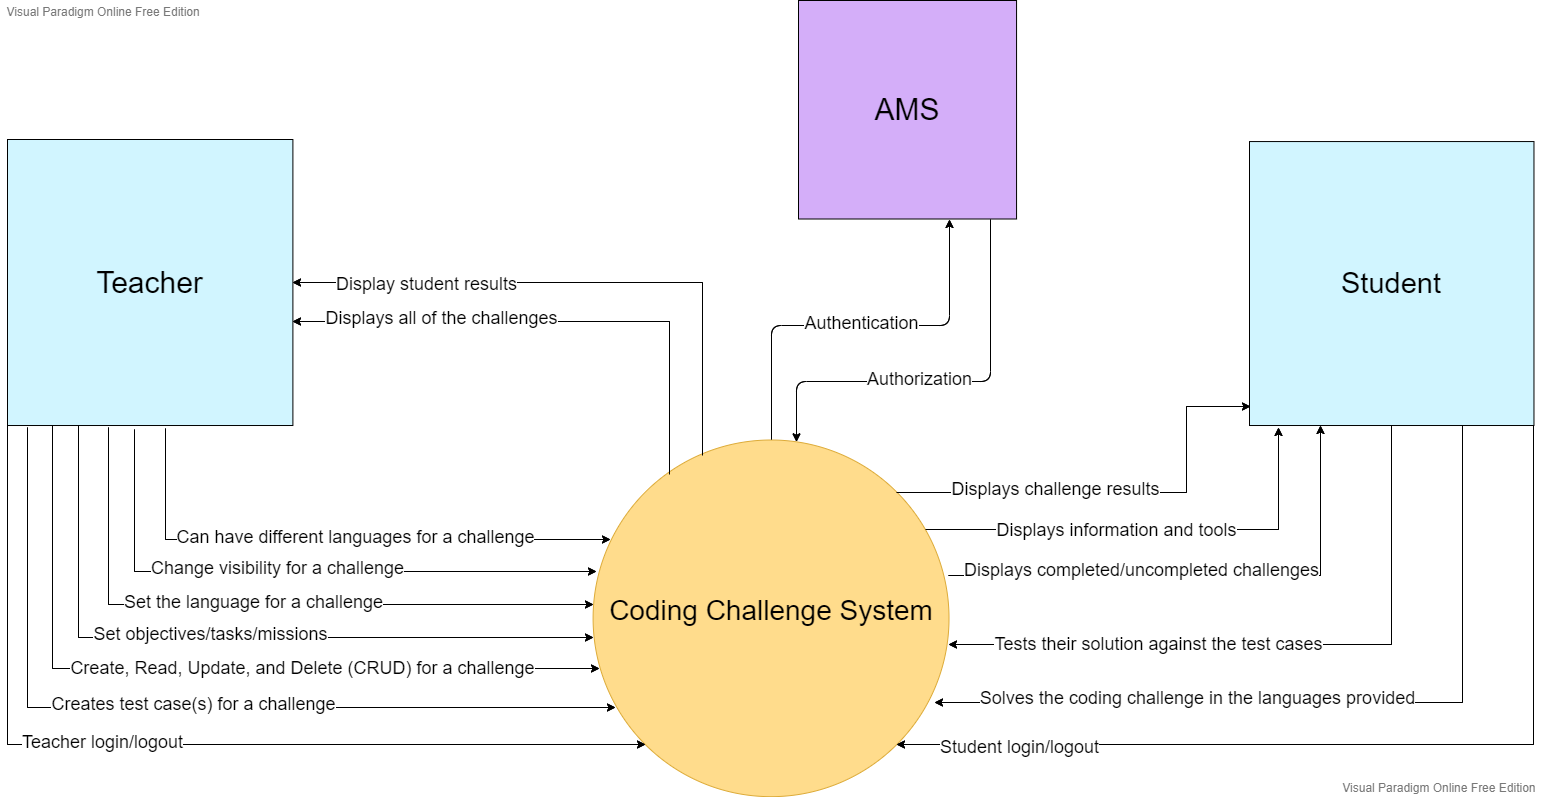 Visual Paradigm Online Free Edition
AMS
Teacher
Student
Display student results
Displays all of the challenges
Authentication
Authorization
Displays challenge results
Displays information and tools
Can have different languages for a challenge
Change visibility for a challenge
Displays completed/uncompleted challenges
Set the language for a challenge
Coding Challenge System
Set objectives/tasks/missions
Tests their solution against the test cases
Create, Read, Update, and Delete (CRUD) for a challenge
Solves the coding challenge in the languages provided
Creates test case(s) for a challenge
Teacher login/logout
Student login/logout
Visual Paradigm Online Free Edition